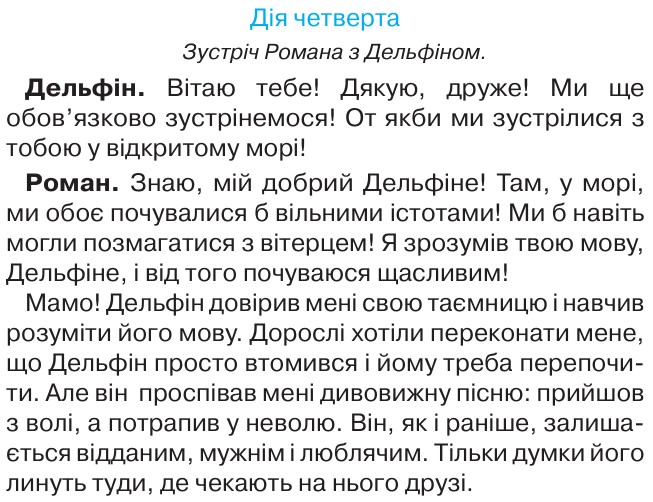 Дія четверта
Зустріч Романа з Дельфіном.
Дельфін. Вітаю тебе! Дякую, друже! Ми ще
обов’язково зустрінемося! От якби ми зустрілися з
тобою у відкритому морі!
Роман. Знаю, мій добрий Дельфіне! Там, у морі,
ми обоє почувалися б вільними істотами! Ми б навіть
могли позмагатися з вітерцем! Я зрозумів твою мову,
Дельфіне, і від того почуваюся щасливим!
Мамо! Дельфін довірив мені свою таємницю і навчив
розуміти його мову. Дорослі хотіли переконати мене,
що Дельфін просто втомився і йому треба перепочи-
ти. Але він проспівав мені дивовижну пісню: прийшов
з волі, а потрапив у неволю. Він, як і раніше, залиша-
ється відданим, мужнім і люблячим. Тільки думки його
линуть туди, де чекають на нього друзі.